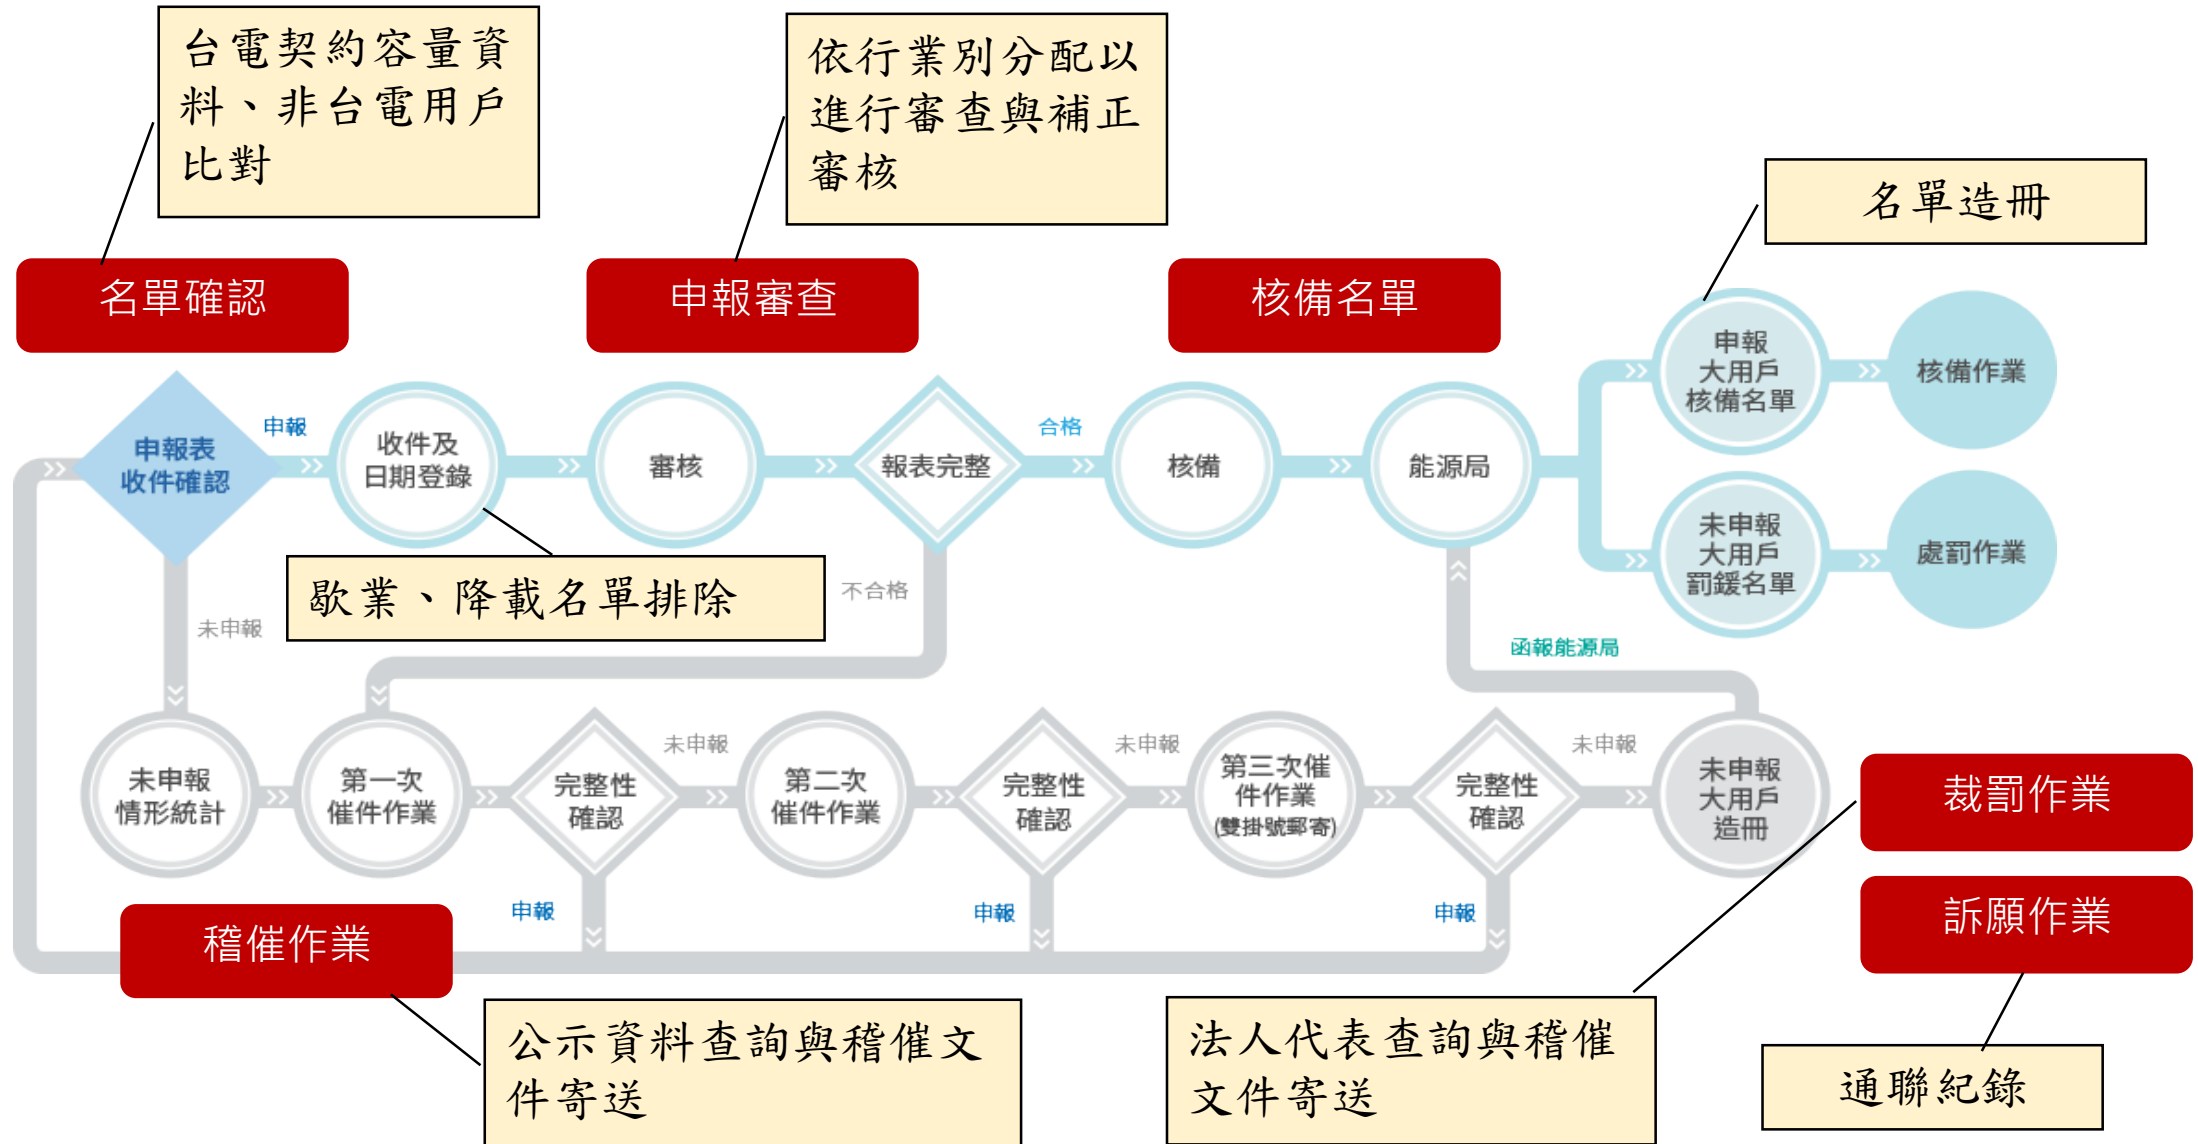 台電契約容量資
料、非台電用戶
比對
依行業別分配以
進行審查與補正
審核
名單造冊
名單確認
申報審查
核備名單
申報表
收件確認
申報
收件及
日期登錄
審核
報表完整
合格
核備
能源局
申報
大用戶
核備名單
核備作業
未申報
大用戶
罰鍰名單
處罰作業
歇業、降載名單排除
不合格
未申報
函報能源局
未申報
情形統計
第一次
催件作業
完整性
確認
未申報
第二次
催件作業
完整性
確認
未申報
第三次催
件作業
(雙掛號郵寄)
完整性
確認
未申報
未申報
大用戶
造冊
裁罰作業
訴願作業
申報
申報
申報
稽催作業
公示資料查詢與稽催文
件寄送
法人代表查詢與稽催
文件寄送
通聯紀錄